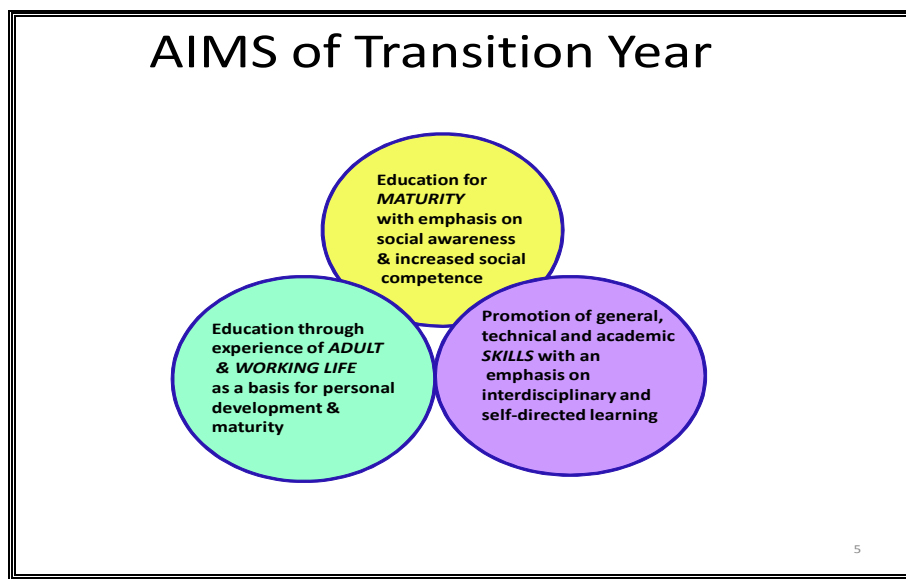 AIMS of Transition Year
Education for
MATURITY
with emphasis on
social awareness
& increased social
competence
Education through
experience of ADULT
& WORKING LIFE
as a basis for personal
development &
maturity
Promotion of general,
technical and academic
SKILLS with an
emphasis on
interdisciplinary and
self-directed learning
5